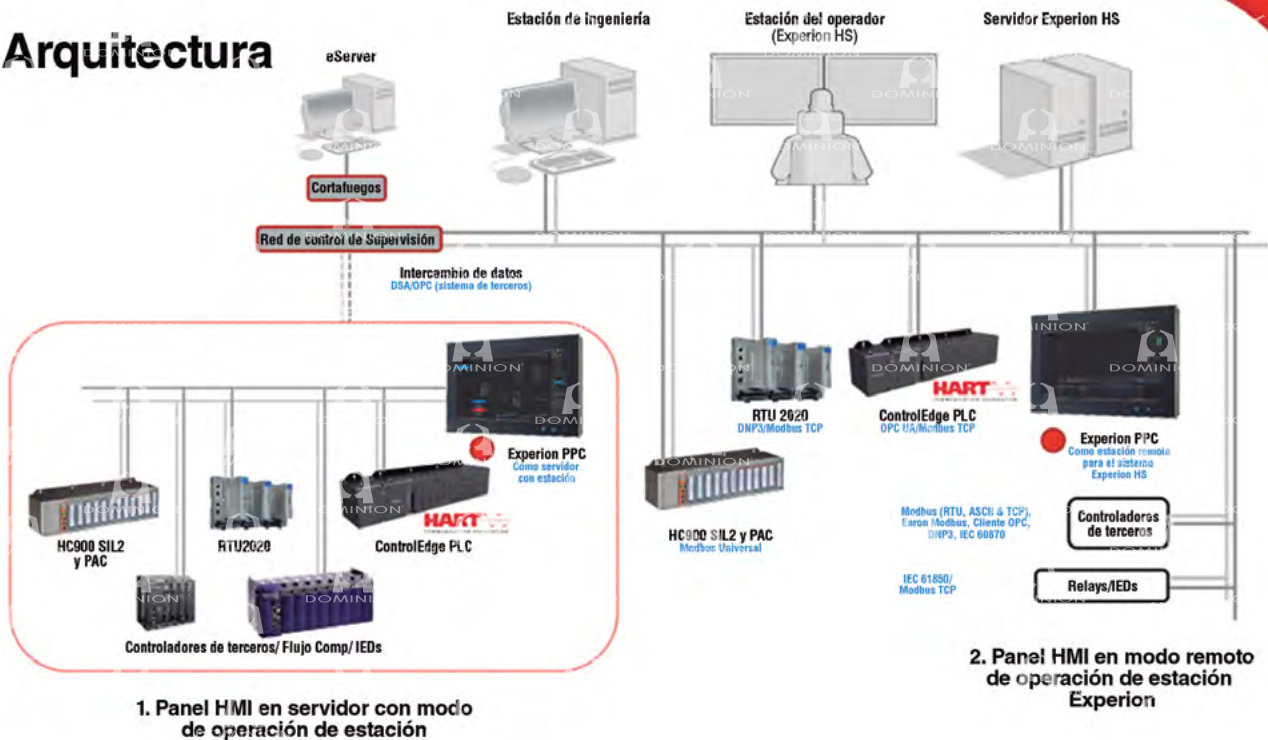 Arquitectura
eServer
Estación de ingeniería
Estación del operador
(Experion HS)
Servidor Experion HS
Cortafuegos
Red de control de Supervisión
Intercambio de datos
DSA/OPC (sistema de terceros)
Experion PPC
Como servidor
con estación
HC900 SIL2
y PAC
RTU2020
HART
ControlEdge PLC
Controladores de terceros/ Flujo Comp/ IEDs
1. Panel HMI en servidor con modo
de operación de estación
RTU 2020
DNP3/Modbus TCP
HART
ControlEdge PLC
OPC UA/Modbus TCP
HC900 SIL2 y PAC
Modbus Universal
Experion PPC
Como estación remota
para el sistema
Experion HS
Modbus (RTU, ASCII & TCP),
Enron Modbus, Cliente OPC,
DNP3, IEC 60870
Controladores
de terceros
IEC 61850/
Modbus TCP
Relays/IEDs
2. Panel HMI en modo remoto
de operación de estación
Experion
DOMINION